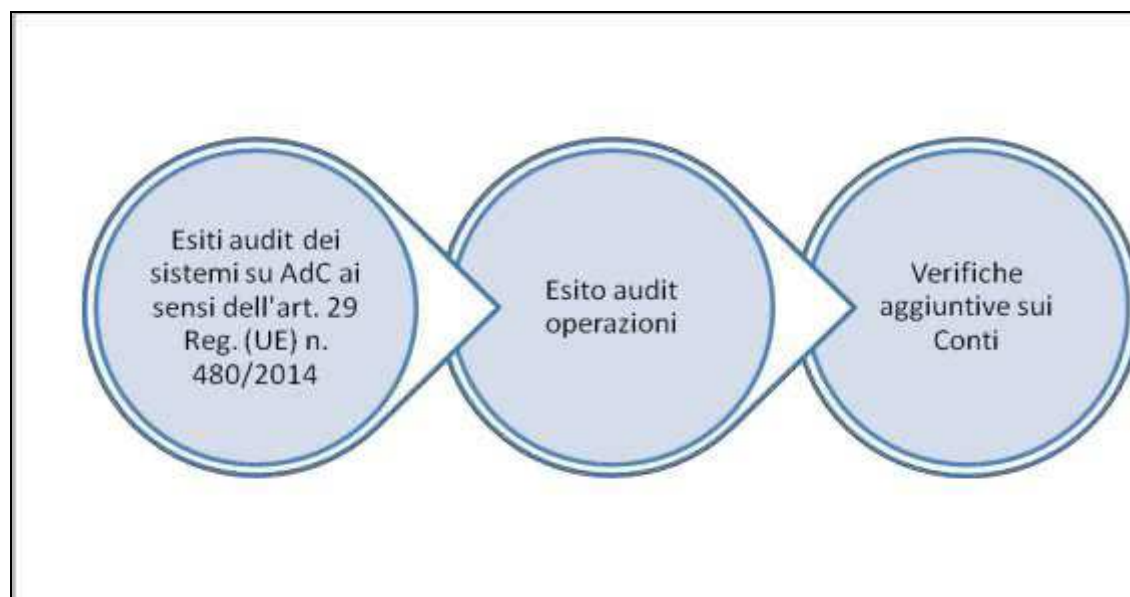 Esiti audit dei
sistemi su AdC ai
sensi dell'art. 29
Reg. (UE) n.
480/2014
Esito audit
operazioni
Verifiche
aggiuntive sui
Conti